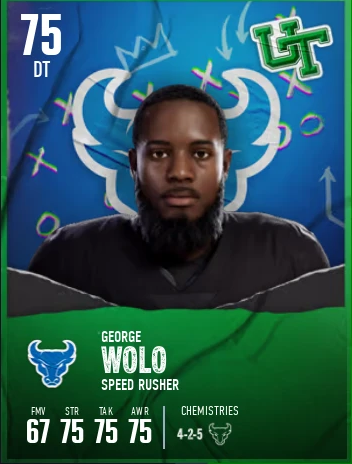 75
DT
UT
GEORGE
WOLO
SPEED RUSHER
FMV STR TAK AWR
67 75 75 75
CHEMISTRIES
4-2-5